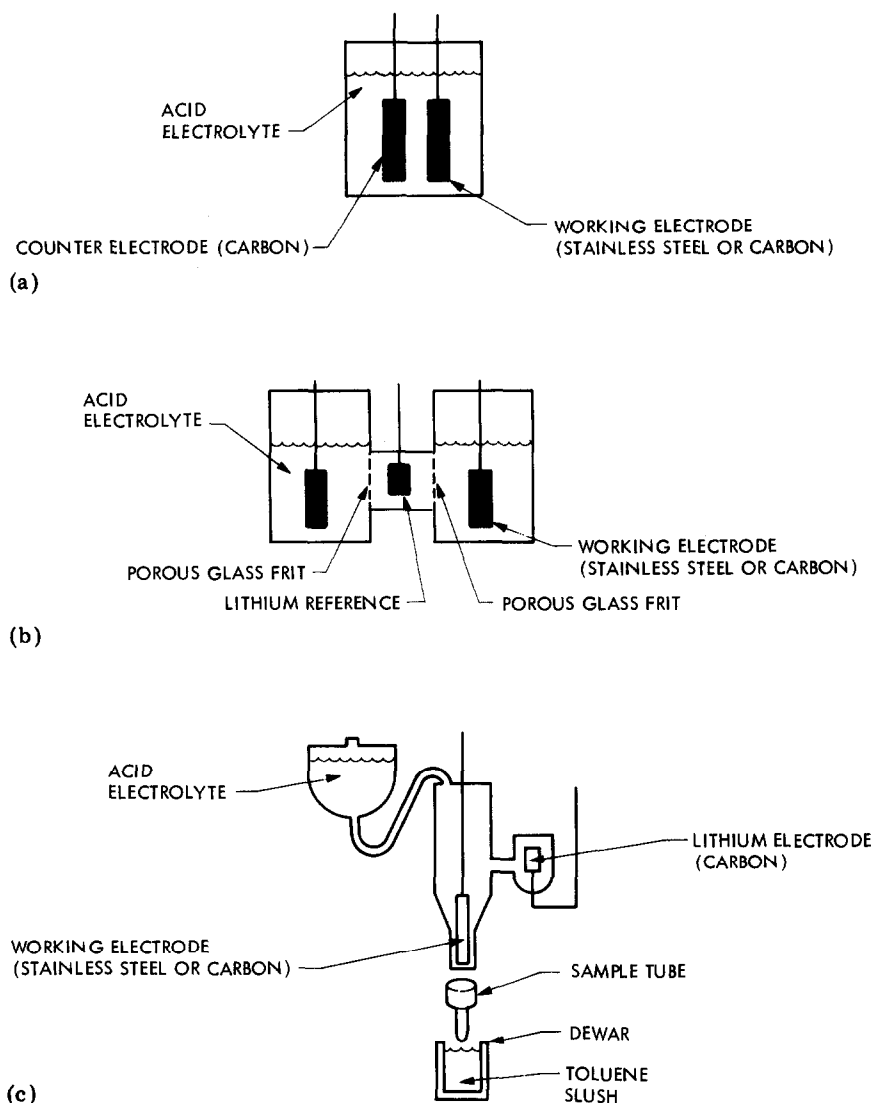 ACID
ELECTROLYTE
COUNTER ELECTRODE (CARBON)
WORKING ELECTRODE
(STAINLESS STEEL OR CARBON)
(a)
ACID
ELECTROLYTE
WORKING ELECTRODE
(STAINLESS STEEL OR CARBON)
POROUS GLASS FRIT
LITHIUM REFERENCE
POROUS GLASS FRIT
(b)
ACID
ELECTROLYTE
LITHIUM ELECTRODE
(CARBON)
WORKING ELECTRODE
(STAINLESS STEEL OR CARBON)
SAMPLE TUBE
DEWAR
TOLUENE
SLUSH
(c)